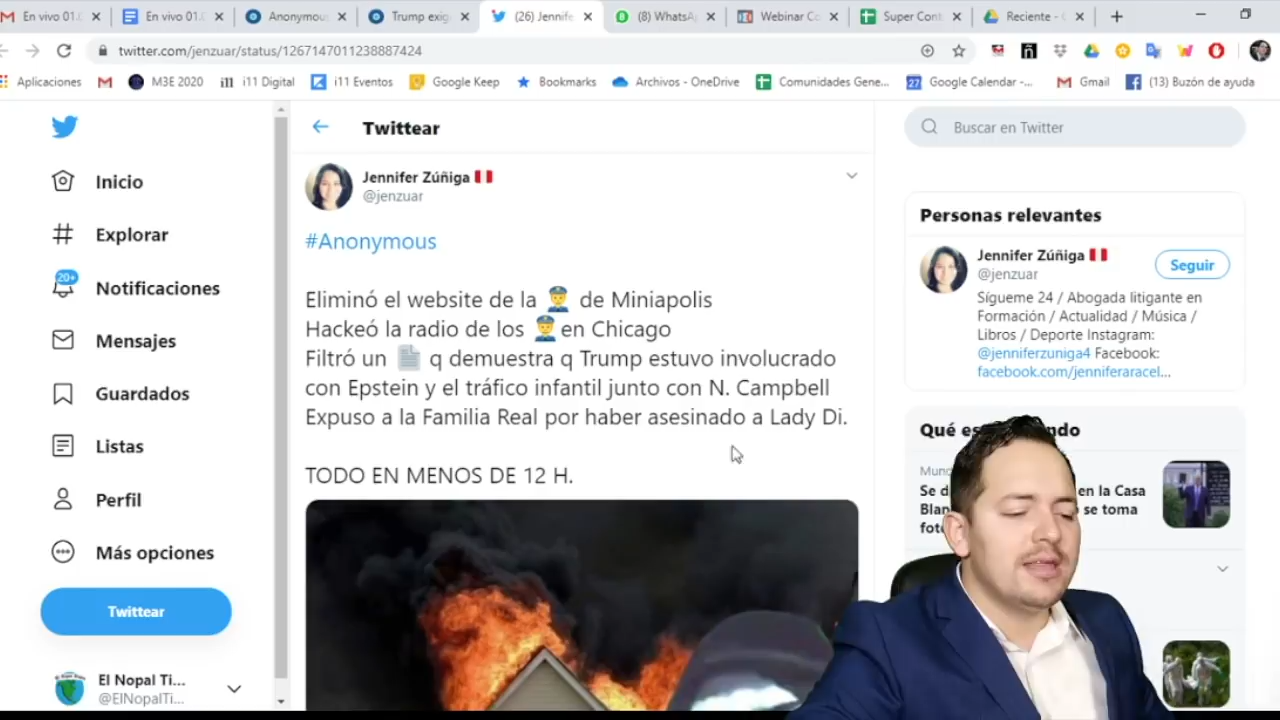 En vivo 01.0
En vivo 01.0
Anonymou
Trump exig
(26) Jennife
(8) WhatsA
Webinar Co
Super Cont
Reciente -
twitter.com/jenzuar/status/1267147011238887424
Aplicaciones
M3E 2020
i11 Digital
i11 Eventos
Google Keep
Bookmarks
Archivos - OneDrive
Comunidades Gene...
Google Calendar -...
Gmail
(13) Buzón de ayuda
Inicio
Explorar
20+
Notificaciones
Mensajes
Guardados
Listas
Perfil
Más opciones
Twittear
El Nopal Ti...
@ElNopalTi...
Twittear
Jennifer Zúñiga 🇵🇪
@jenzuar
#Anonymous
Eliminó el website de la 👮 de Miniapolis
Hackeó la radio de los 👮 en Chicago
Filtró un 📄 q demuestra q Trump estuvo involucrado
con Epstein y el tráfico infantil junto con N. Campbell
Expuso a la Familia Real por haber asesinado a Lady Di.
TODO EN MENOS DE 12 H.
Buscar en Twitter
Personas relevantes
Jennifer Zúñiga 🇵🇪
@jenzuar
Seguir
Sígueme 24 / Abogada litigante en
Formación / Actualidad / Música /
Libros / Deporte Instagram:
@jenniferzuniga4 Facebook:
facebook.com/jenniferaracel...
Qué es ndo
Mun
Se d en la Casa
Blan se toma
fot